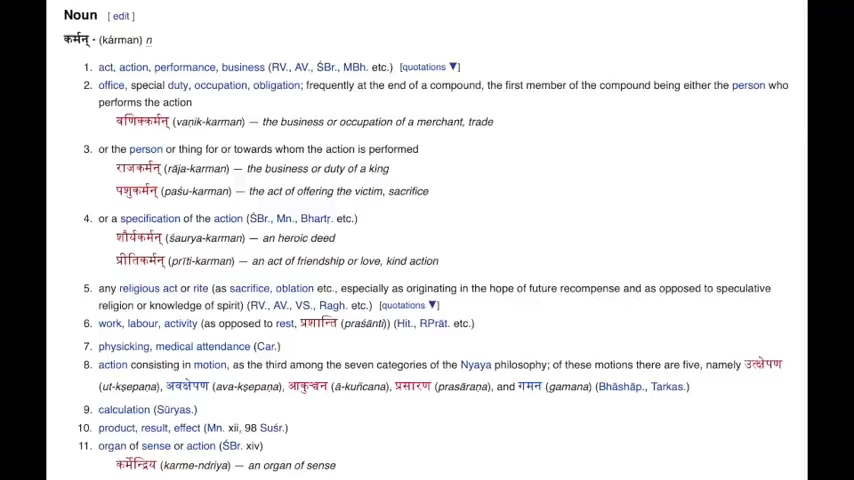 Noun [ edit ]
कर्मन् • (kárman) n
1. act, action, performance, business (RV., AV., ŚBr., MBh. etc.) [quotations ▼]
2. office, special duty, occupation, obligation; frequently at the end of a compound, the first member of the compound being either the person who
performs the action
वणिक्कर्मन् (vaṇik-karman) — the business or occupation of a merchant, trade
3. or the person or thing for or towards whom the action is performed
राजकर्मन् (rāja-karman) — the business or duty of a king
पशुकर्मन् (paśu-karman) — the act of offering the victim, sacrifice
4. or a specification of the action (ŚBr., Mn., Bhartṛ. etc.)
शौर्यकर्मन् (śaurya-karman) — an heroic deed
प्रीतिकर्मन् (prīti-karman) — an act of friendship or love, kind action
5. any religious act or rite (as sacrifice, oblation etc., especially as originating in the hope of future recompense and as opposed to speculative
religion or knowledge of spirit) (RV., AV., VS., Ragh. etc.) [quotations ▼]
6. work, labour, activity (as opposed to rest, प्रशान्ति (praśānti)) (Hit., RPrāt. etc.)
7. physicking, medical attendance (Car.)
8. action consisting in motion, as the third among the seven categories of the Nyaya philosophy; of these motions there are five, namely उत्क्षेपण
(ut-kṣepaṇa), अवक्षेपण (ava-kṣepaṇa), आकुञ्चन (ā-kuñcana), प्रसारण (prasāraṇa), and गमन (gamana) (Bhāshāp., Tarkas.)
9. calculation (Sūryas.)
10. product, result, effect (Mn. xii, 98 Suśr.)
11. organ of sense or action (ŚBr. xiv)
कर्मेन्द्रिय (karme-ndriya) — an organ of sense